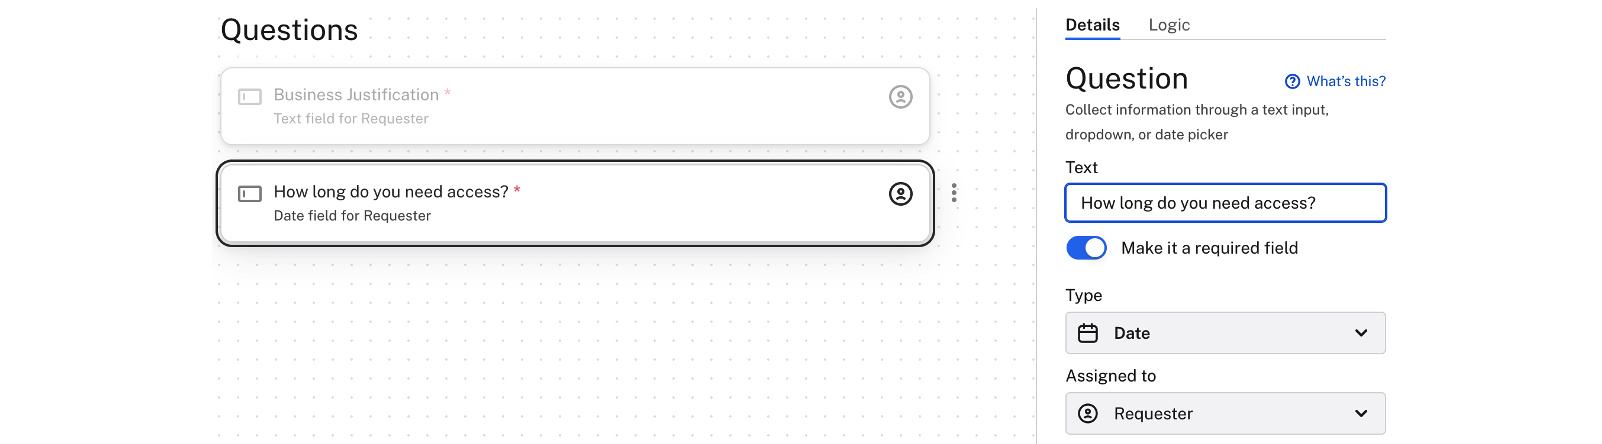 Questions
Business Justification *
Text field for Requester
How long do you need access? *
Date field for Requester
Details Logic
Question
What's this?
Collect information through a text input,
dropdown, or date picker
Text
How long do you need access?
Make it a required field
Type
Date
Assigned to
Requester